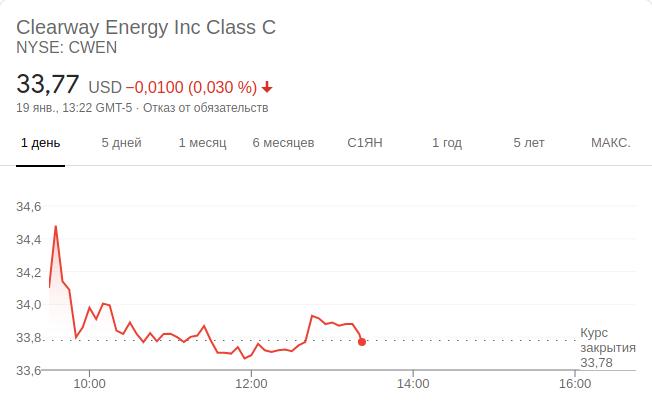 Clearway Energy Inc Class C
NYSE: CWEN
33,77 USD −0,0100 (0,030 %)
19 янв., 13:22 GMT-5 · Отказ от обязательств
1 день 5 дней 1 месяц 6 месяцев С1ЯН 1 год 5 лет МАКС.
34,6
34,4
34,2
34,0
33,8
33,6
Курс
закрытия
33,78
10:00 12:00 14:00 16:00